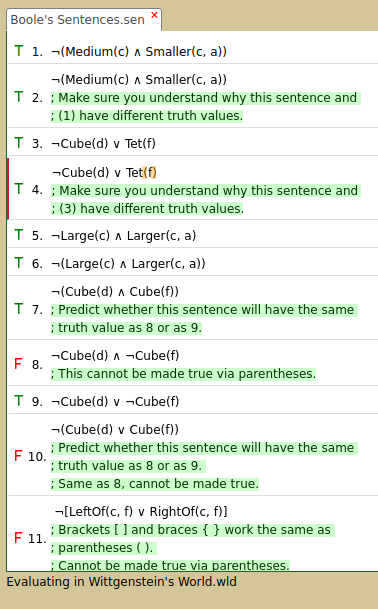 Boole's Sentences.sen ×
T 1. ¬(Medium(c) ∧ Smaller(c, a))
¬(Medium(c) ∧ Smaller(c, a))
T 2. ; Make sure you understand why this sentence and
; (1) have different truth values.
T 3. ¬Cube(d) ∨ Tet(f)
¬Cube(d) ∨ Tet(f)
T 4. ; Make sure you understand why this sentence and
; (3) have different truth values.
T 5. ¬Large(c) ∧ Larger(c, a)
T 6. ¬(Large(c) ∧ Larger(c, a))
¬(Cube(d) ∧ Cube(f))
T 7. ; Predict whether this sentence will have the same
; truth value as 8 or as 9.
¬Cube(d) ∧ ¬Cube(f)
F 8. ; This cannot be made true via parentheses.
T 9. ¬Cube(d) ∨ ¬Cube(f)
¬(Cube(d) ∨ Cube(f))
; Predict whether this sentence will have the same
F 10. ; truth value as 8 or as 9.
; Same as 8, cannot be made true.
¬[LeftOf(c, f) ∨ RightOf(c, f)]
; Brackets [ ] and braces { } work the same as
F 11. ; parentheses ( ).
; Cannot be made true via parentheses.
Evaluating in Wittgenstein's World.wld